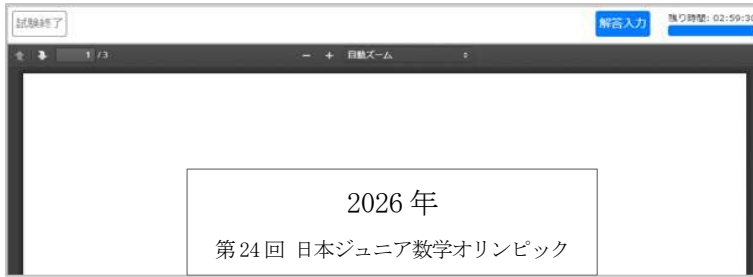 試験終了
解答入力
残り時間: 02:59:30
1 / 3
− + 自動ズーム
2026 年
第 24 回 日本ジュニア数学オリンピック